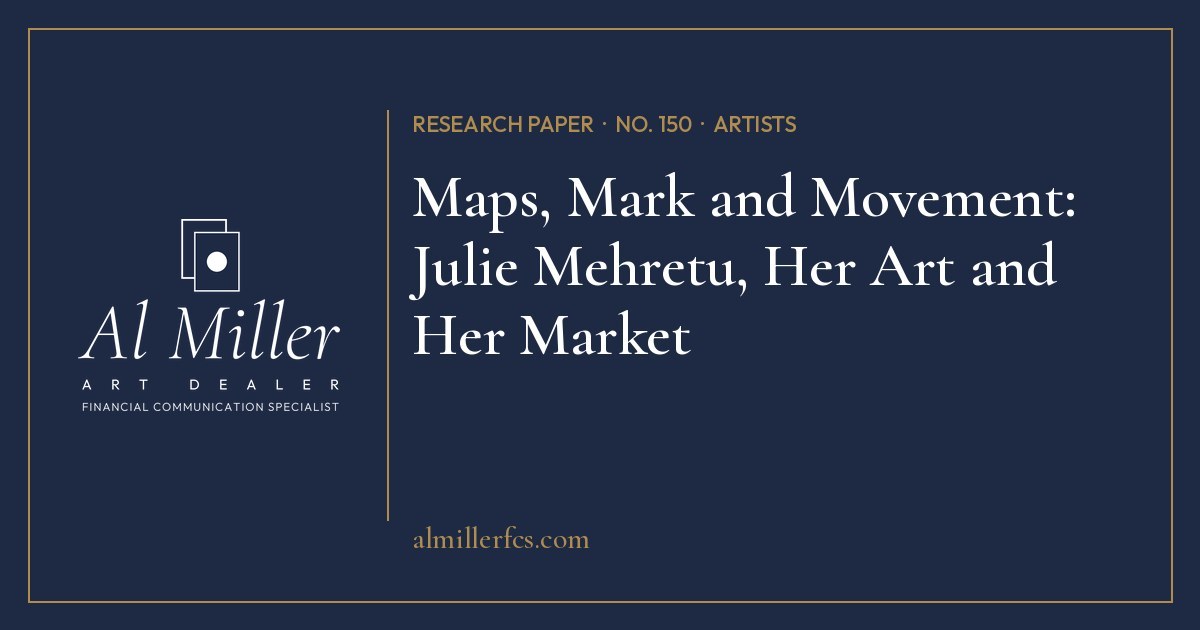 Al Miller
ART DEALER
FINANCIAL COMMUNICATION SPECIALIST
RESEARCH PAPER · NO. 150 · ARTISTS
Maps, Mark and Movement:
Julie Mehretu, Her Art and
Her Market
almillerfcs.com